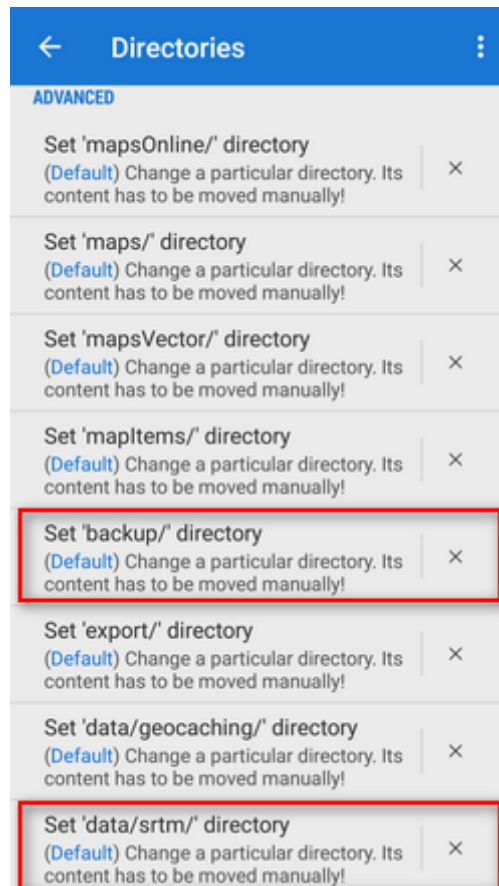 Directories
ADVANCED
Set 'mapsOnline/' directory
(Default) Change a particular directory. Its
content has to be moved manually!
Set 'maps/' directory
(Default) Change a particular directory. Its
content has to be moved manually!
Set 'mapsVector/' directory
(Default) Change a particular directory. Its
content has to be moved manually!
Set 'mapItems/' directory
(Default) Change a particular directory. Its
content has to be moved manually!
Set 'backup/' directory
(Default) Change a particular directory. Its
content has to be moved manually!
Set 'export/' directory
(Default) Change a particular directory. Its
content has to be moved manually!
Set 'data/geocaching/' directory
(Default) Change a particular directory. Its
content has to be moved manually!
Set 'data/srtm/' directory
(Default) Change a particular directory. Its
content has to be moved manually!